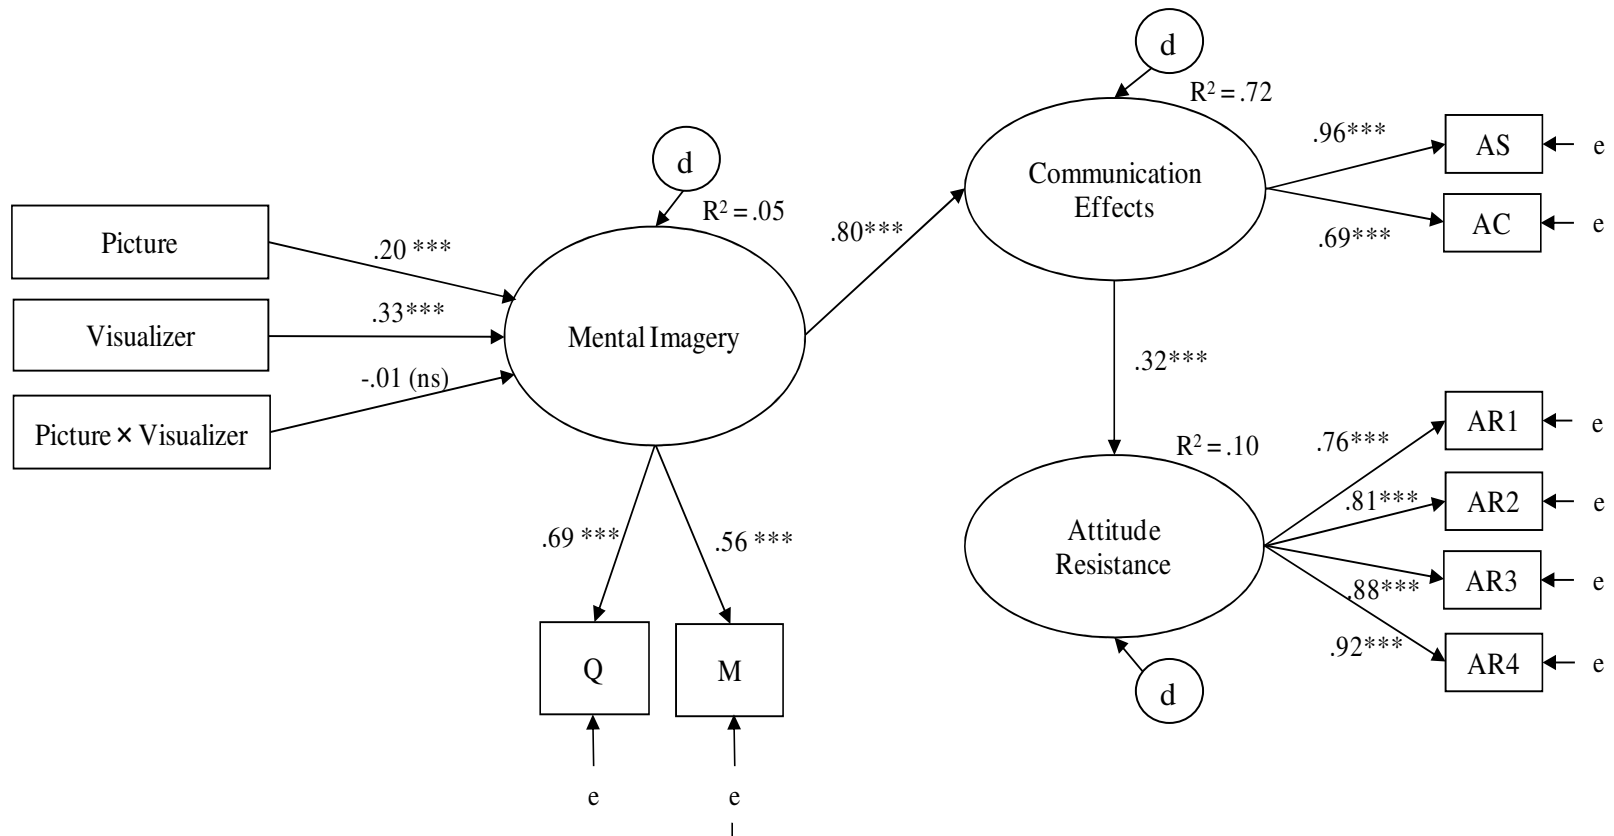 d
R² = .72
.96***
AS
e
Communication
Effects
AC
e
.69***
d
R² = .05
.80***
Picture
.20 ***
Visualizer
.33***
Mental Imagery
-.01 (ns)
Picture × Visualizer
.32***
R² = .10
.76***
AR1
e
.81***
AR2
e
Attitude
Resistance
.88***
AR3
e
.92***
AR4
e
d
.69 ***
.56 ***
Q
M
e
e